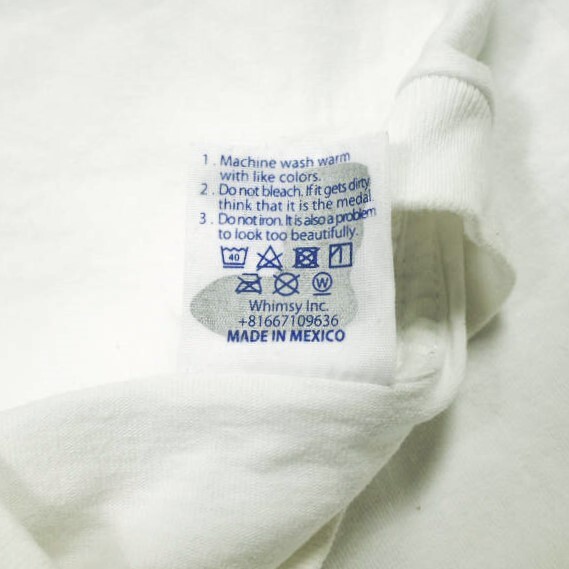 1. Machine wash warm
with like colors.
2. Do not bleach. If it gets dirty
think that it is the medal.
3. Do not iron. It is also a problem
to look too beautifully.
40
W
Whimsy Inc.
+81667109636
MADE IN MEXICO